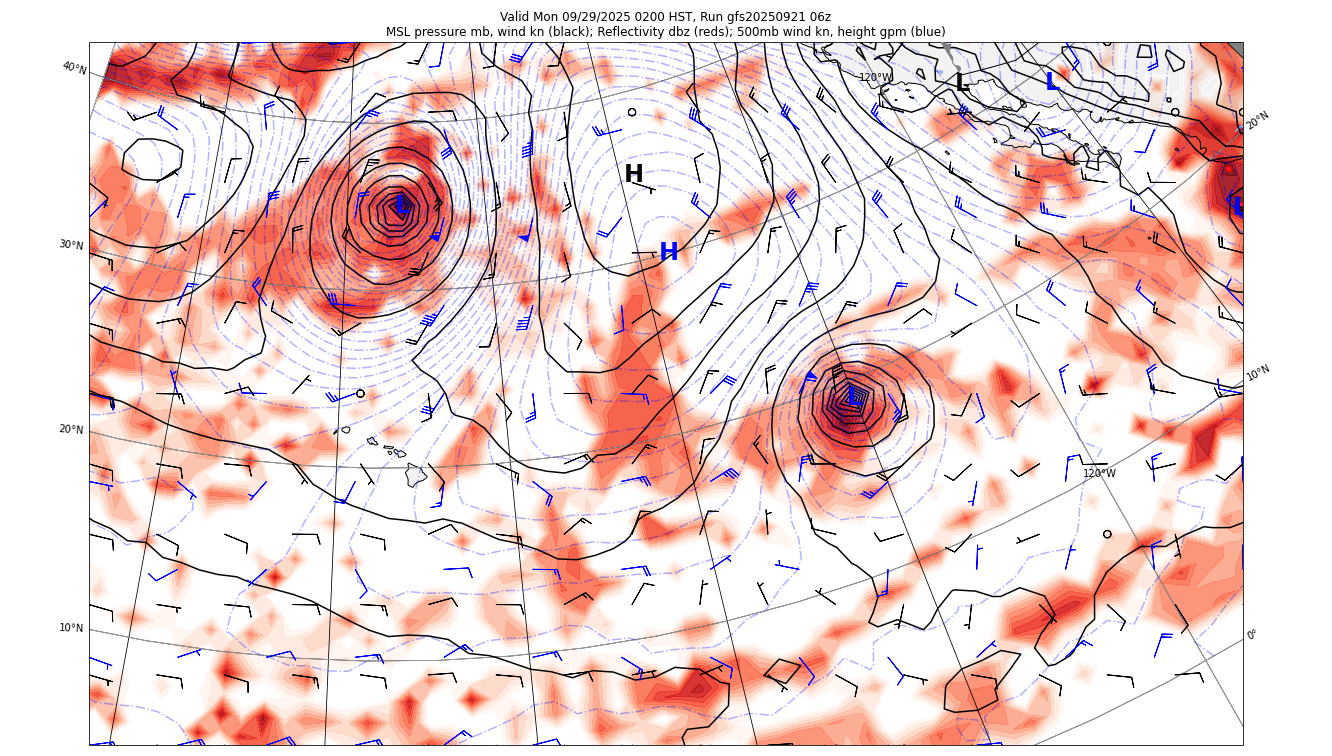 Valid Mon 09/29/2025 0200 HST, Run gfs20250921 06z
MSL pressure mb, wind kn (black); Reflectivity dbz (reds); 500mb wind kn, height gpm (blue)
40°N
120°W
L
L
20°N
H
L
L
30°N
H
10°N
L
20°N
120°W
10°N
0°